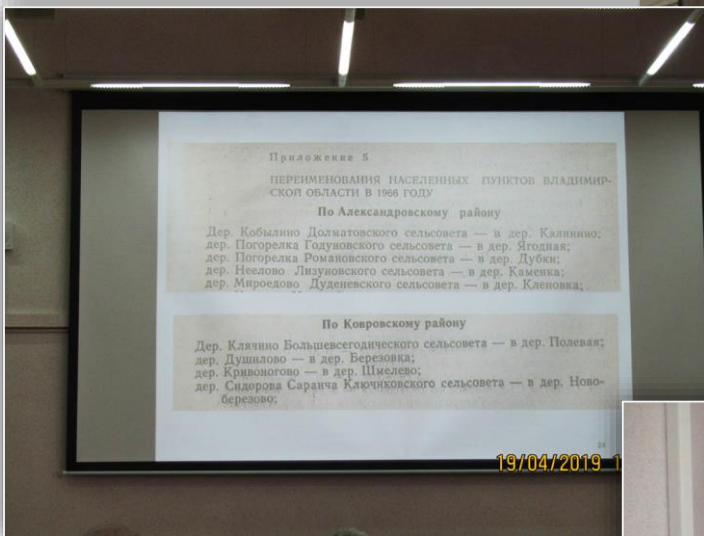 Приложение 5
ПЕРЕИМЕНОВАНИЯ НАСЕЛЕННЫХ ПУНКТОВ ВЛАДИМИР-
СКОЙ ОБЛАСТИ В 1966 ГОДУ
По Александровскому району
Дер. Кобылино Долматовского сельсовета — в дер. Калинино;
дер. Погорелка Годуновского сельсовета — в дер. Ягодная;
дер. Погорелка Романовского сельсовета — в дер. Дубки;
дер. Неелово Лизуновского сельсовета — в дер. Каменка;
дер. Мироедово Дуденевского сельсовета — в дер. Кленовка;
По Ковровскому району
Дер. Клячино Большевсегодического сельсовета — в дер. Полевая;
дер. Душилово — в дер. Березовка;
дер. Кривоногово — в дер. Шмелево;
дер. Сидорова Саранча Ключиковского сельсовета — в дер. Ново-
березово;
24
19/04/2019 1